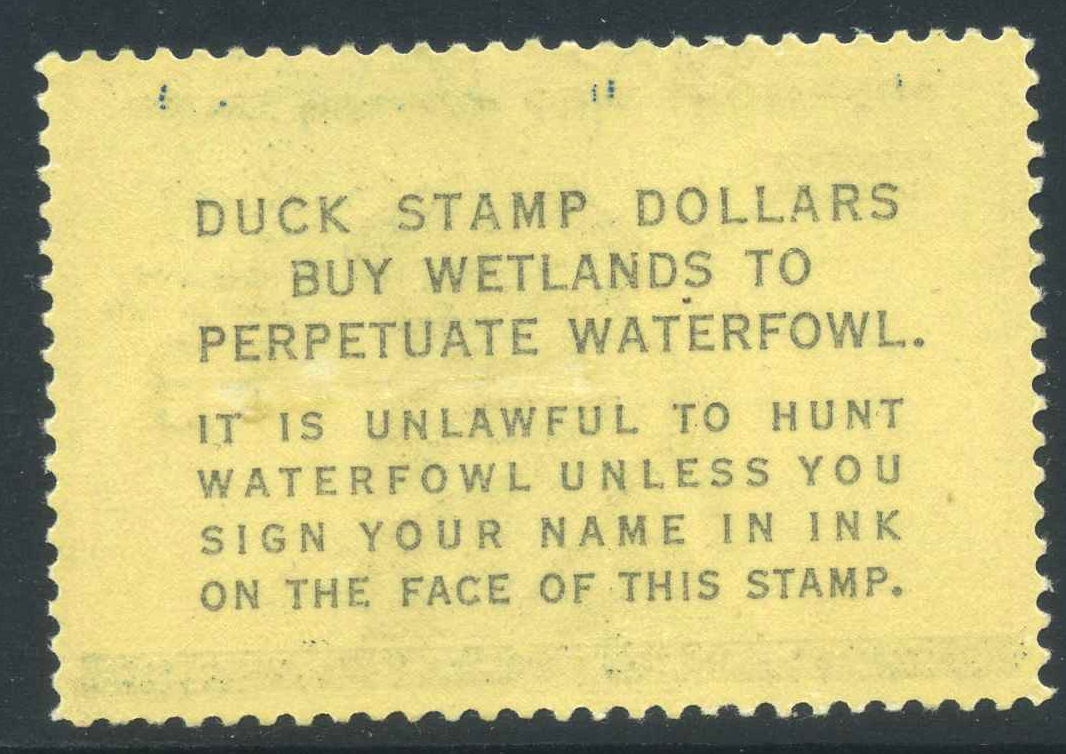 DUCK STAMP DOLLARS
BUY WETLANDS TO
PERPETUATE WATERFOWL.
IT IS UNLAWFUL TO HUNT
WATERFOWL UNLESS YOU
SIGN YOUR NAME IN INK
ON THE FACE OF THIS STAMP.